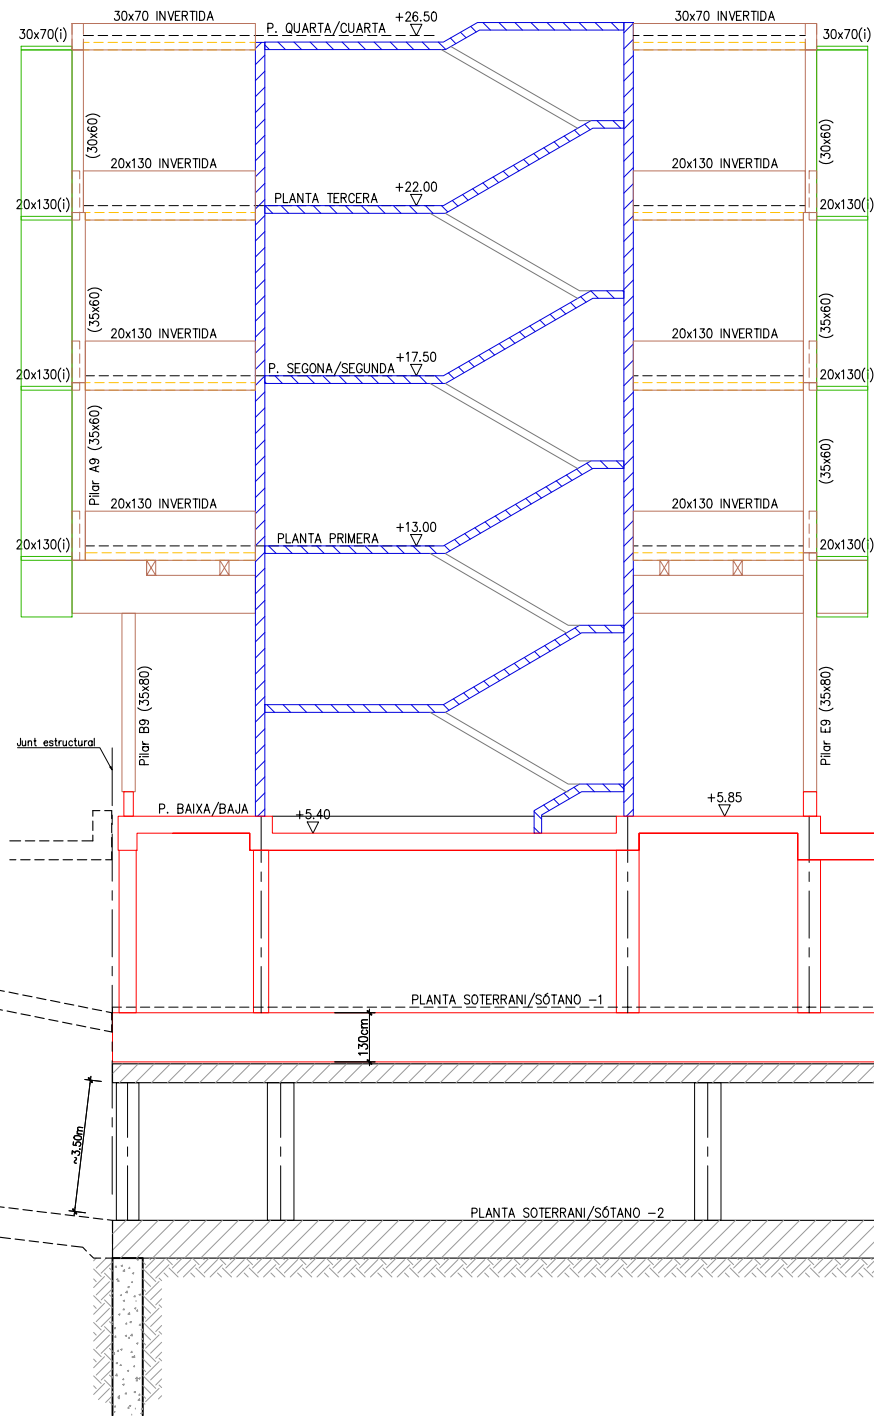 30x70 INVERTIDA
P. QUARTA/CUARTA
+26.50
30x70 INVERTIDA
30x70(i)
30x70(i)
(30x60)
(30x60)
20x130 INVERTIDA
20x130 INVERTIDA
PLANTA TERCERA
+22.00
20x130(i)
20x130(i)
(35x60)
(35x60)
20x130 INVERTIDA
20x130 INVERTIDA
P. SEGONA/SEGUNDA
+17.50
20x130(i)
20x130(i)
Pilar A9 (35x60)
(35x60)
20x130 INVERTIDA
20x130 INVERTIDA
PLANTA PRIMERA
+13.00
20x130(i)
20x130(i)
Pilar B9 (35x80)
Pilar E9 (35x80)
Junt estructural
P. BAIXA/BAJA
+5.40
+5.85
PLANTA SOTERRANI/SÓTANO -1
130cm
~3.50m
PLANTA SOTERRANI/SÓTANO -2